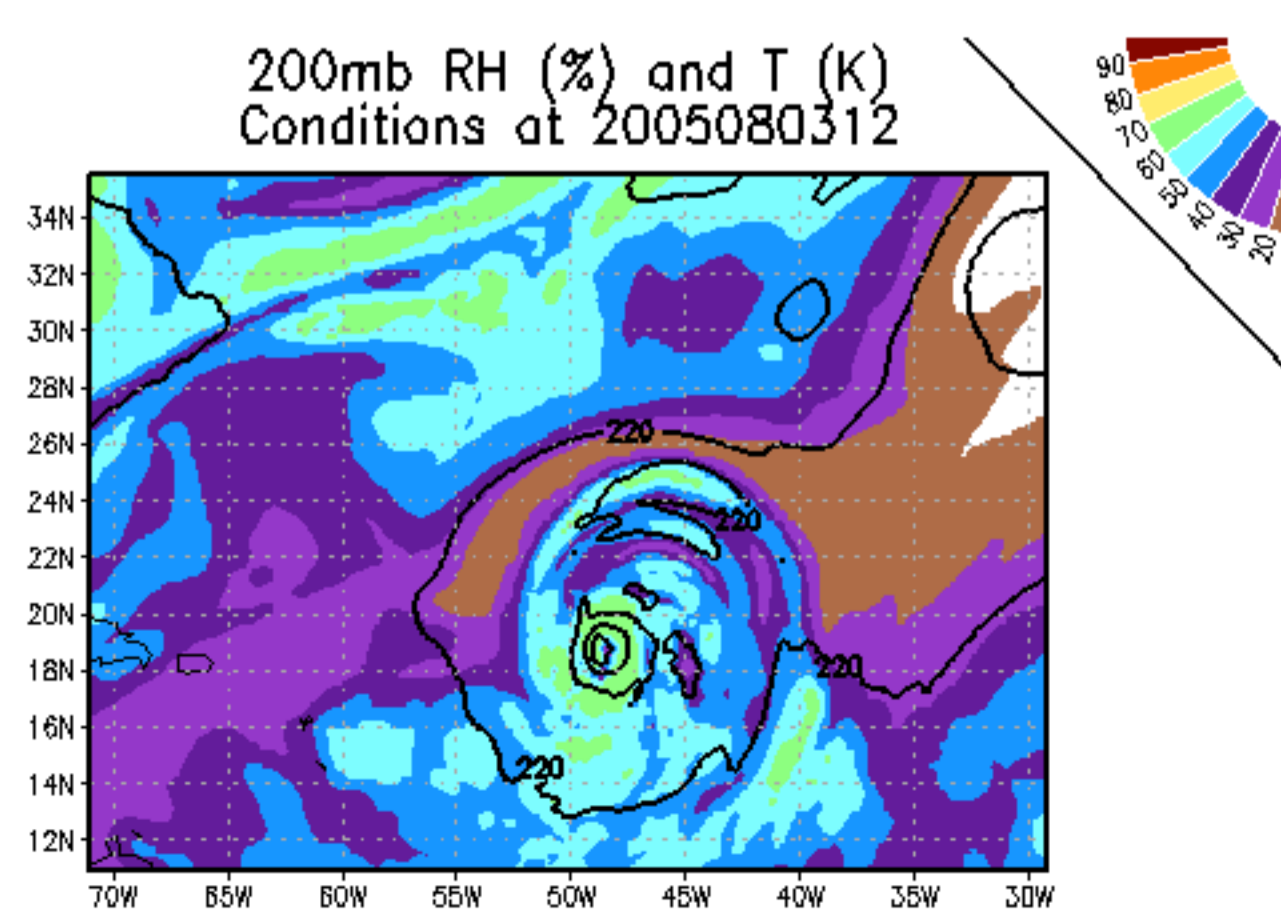 200mb RH (%) and T (K)
Conditions at 2005080312
90
80
70
60
50
40
30
20
34N
32N
30N
28N
26N
24N
22N
20N
18N
16N
14N
12N
220
220
220
220
70W
65W
60W
55W
50W
45W
40W
35W
30W